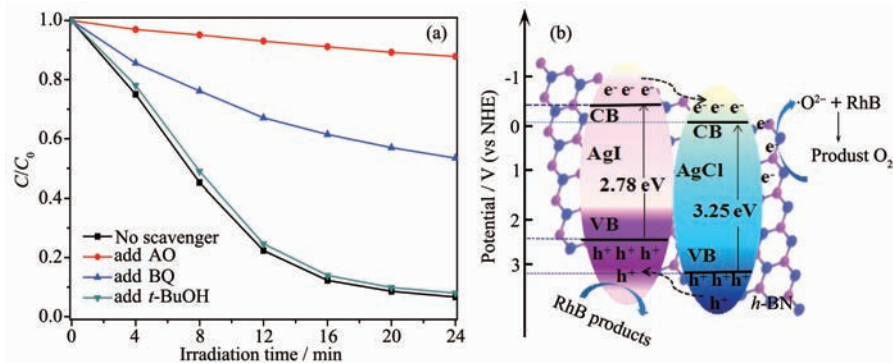 (a)
1.0
0.8
0.6
0.4
0.2
0.0
C/C0
No scavenger
add AO
add BQ
add t-BuOH
0 4 8 12 16 20 24
Irradiation time / min
(b)
Potential / V (vs NHE)
-1
0
1
2
3
e- e- e-
CB
AgI
2.78 eV
VB
h+ h+ h+
h+
RhB products
e- e- e-
CB
AgCl
3.25 eV
VB
h+ h+ h+
h+
h-BN
e-
e-
e-
·O2- + RhB
Produst O2